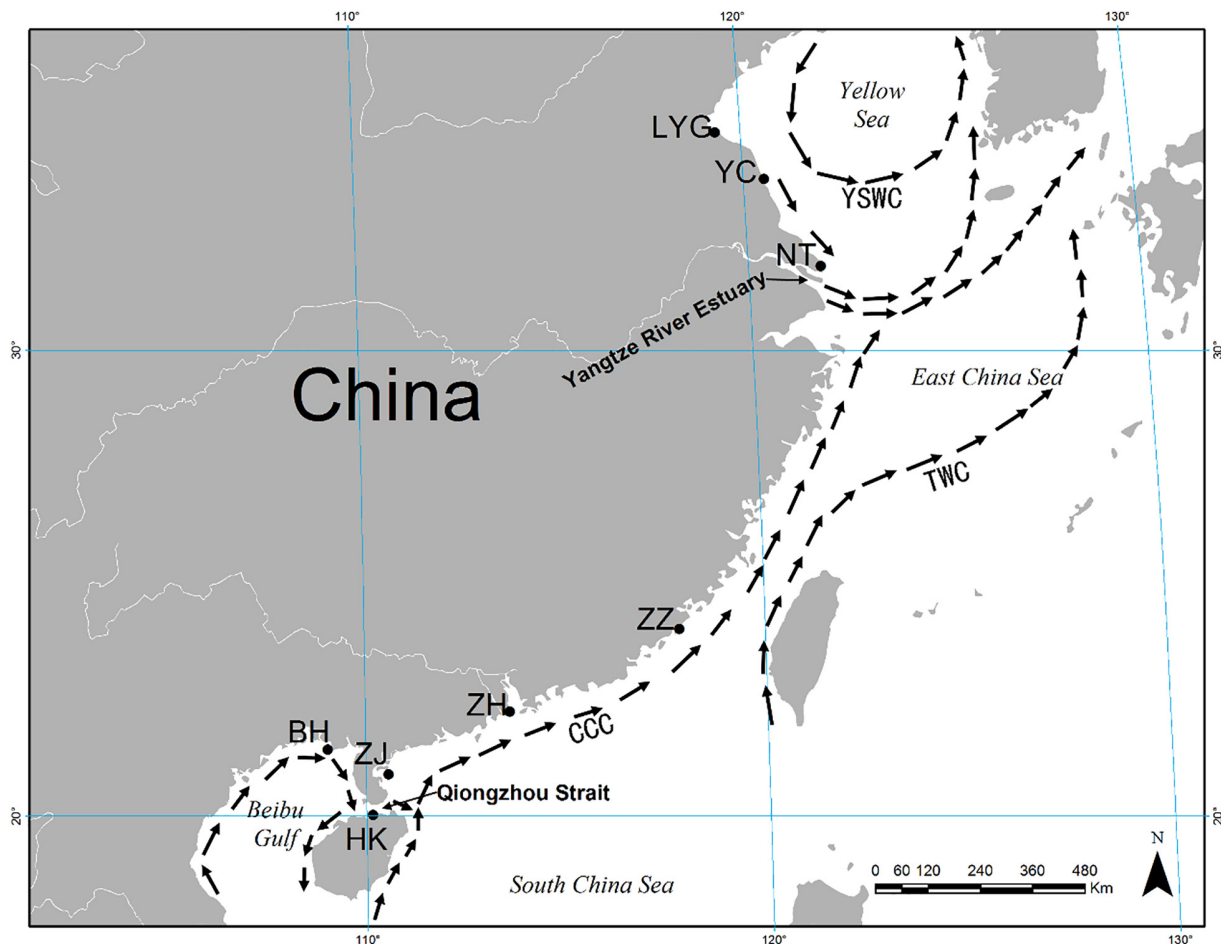 110°
120°
130°
Yellow
Sea
LYG
YC
YSWC
NT
Yangtze River Estuary
30°
30°
China
East China Sea
TWC
ZZ
ZH
CCC
BH
ZJ
Qiongzhou Strait
Beibu
Gulf
20°
20°
HK
South China Sea
N
0 60 120 240 360 480
Km
110°
120°
130°